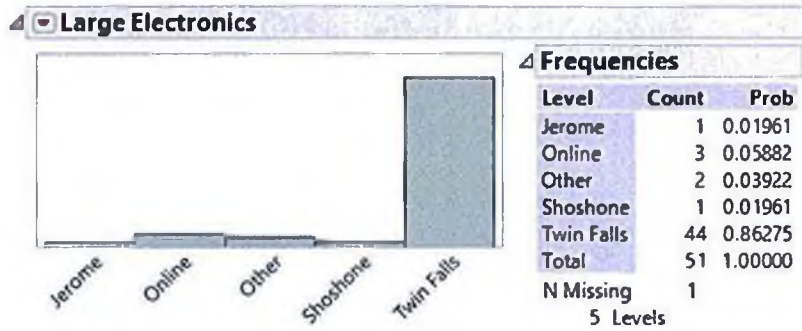 Large Electronics
Jerome
Online
Other
Shoshone
Twin Falls
Frequencies
Level Count Prob
Jerome 1 0.01961
Online 3 0.05882
Other 2 0.03922
Shoshone 1 0.01961
Twin Falls 44 0.86275
Total 51 1.00000
N Missing 1
5 Levels